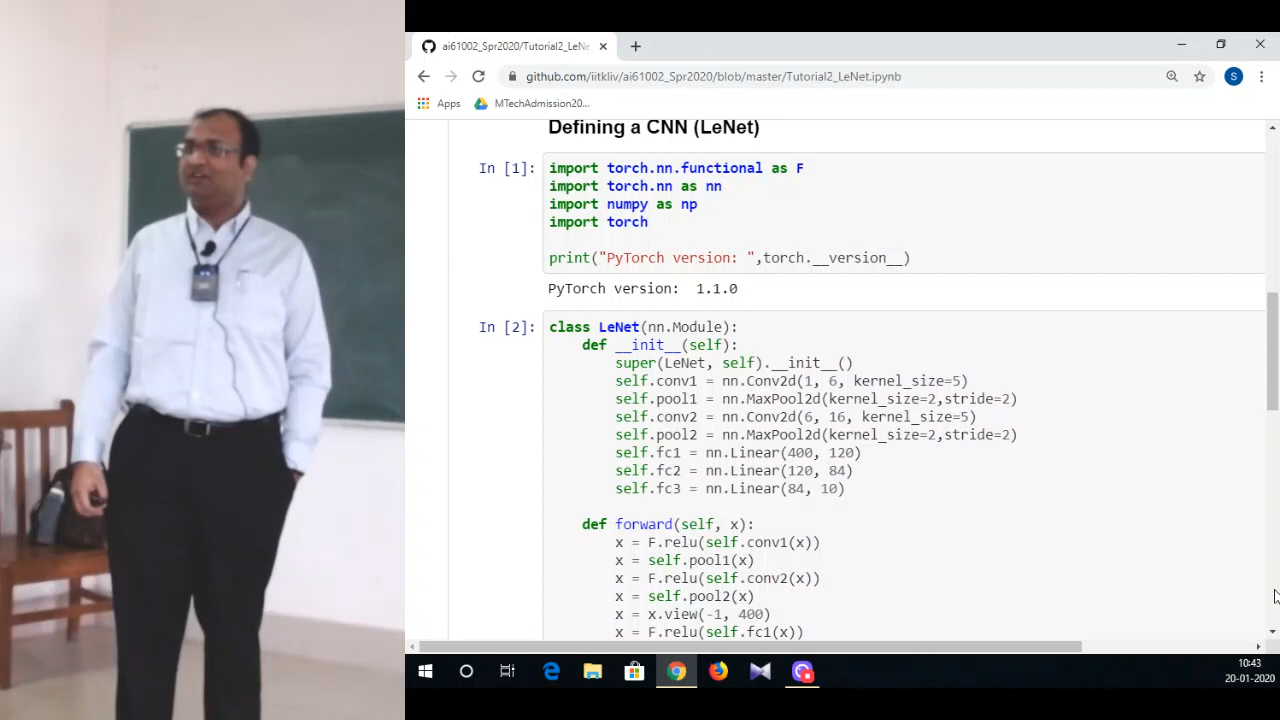 ai61002_Spr2020/Tutorial2_LeNe
github.com/iitkliv/ai61002_Spr2020/blob/master/Tutorial2_LeNet.ipynb
S
Apps
MTechAdmission20...
Defining a CNN (LeNet)
In [1]:
import torch.nn.functional as F
import torch.nn as nn
import numpy as np
import torch
print("PyTorch version: ",torch.__version__)
PyTorch version:  1.1.0
In [2]:
class LeNet(nn.Module):
    def __init__(self):
        super(LeNet, self).__init__()
        self.conv1 = nn.Conv2d(1, 6, kernel_size=5)
        self.pool1 = nn.MaxPool2d(kernel_size=2,stride=2)
        self.conv2 = nn.Conv2d(6, 16, kernel_size=5)
        self.pool2 = nn.MaxPool2d(kernel_size=2,stride=2)
        self.fc1 = nn.Linear(400, 120)
        self.fc2 = nn.Linear(120, 84)
        self.fc3 = nn.Linear(84, 10)
    def forward(self, x):
        x = F.relu(self.conv1(x))
        x = self.pool1(x)
        x = F.relu(self.conv2(x))
        x = self.pool2(x)
        x = x.view(-1, 400)
        x = F.relu(self.fc1(x))
10:43
20-01-2020